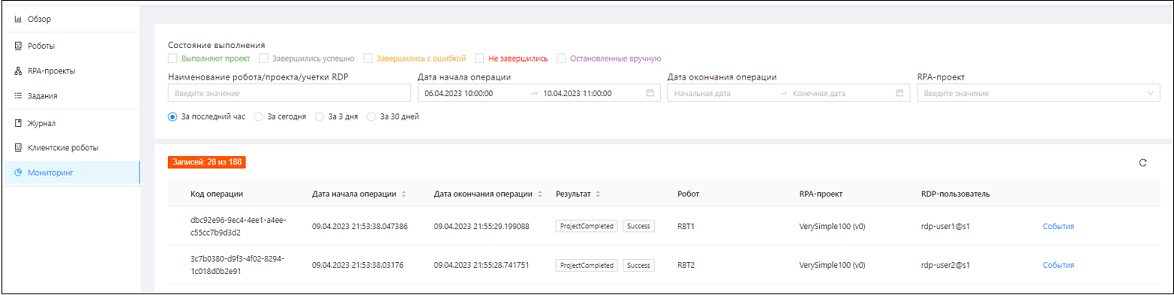 Обзор
Роботы
RPA-проекты
Задания
Журнал
Клиентские роботы
Мониторинг
Состояние выполнения
Выполняют проект Завершились успешно Завершились с ошибкой Не завершились Остановленные вручную
Наименование робота/проекта/учетки RDP Дата начала операции Дата окончания операции RPA-проект
Введите значение 06.04.2023 10:00:00 → 10.04.2023 11:00:00 Начальная дата → Конечная дата Введите значение
За последний час За сегодня За 3 дня За 30 дней
Записей: 28 из 188
Код операции Дата начала операции Дата окончания операции Результат Робот RPA-проект RDP-пользователь
dbc92e96-9ec4-4ee1-a4ee-
c55cc7b9d3d2 09.04.2023 21:53:38.047386 09.04.2023 21:55:29.199088 ProjectCompleted Success RBT1 VerySimple100 (v0) rdp-user1@s1 События
3c7b0380-d9f3-4f02-8294-
1c018d0b2e91 09.04.2023 21:53:38.03176 09.04.2023 21:55:28.741751 ProjectCompleted Success RBT2 VerySimple100 (v0) rdp-user2@s1 События